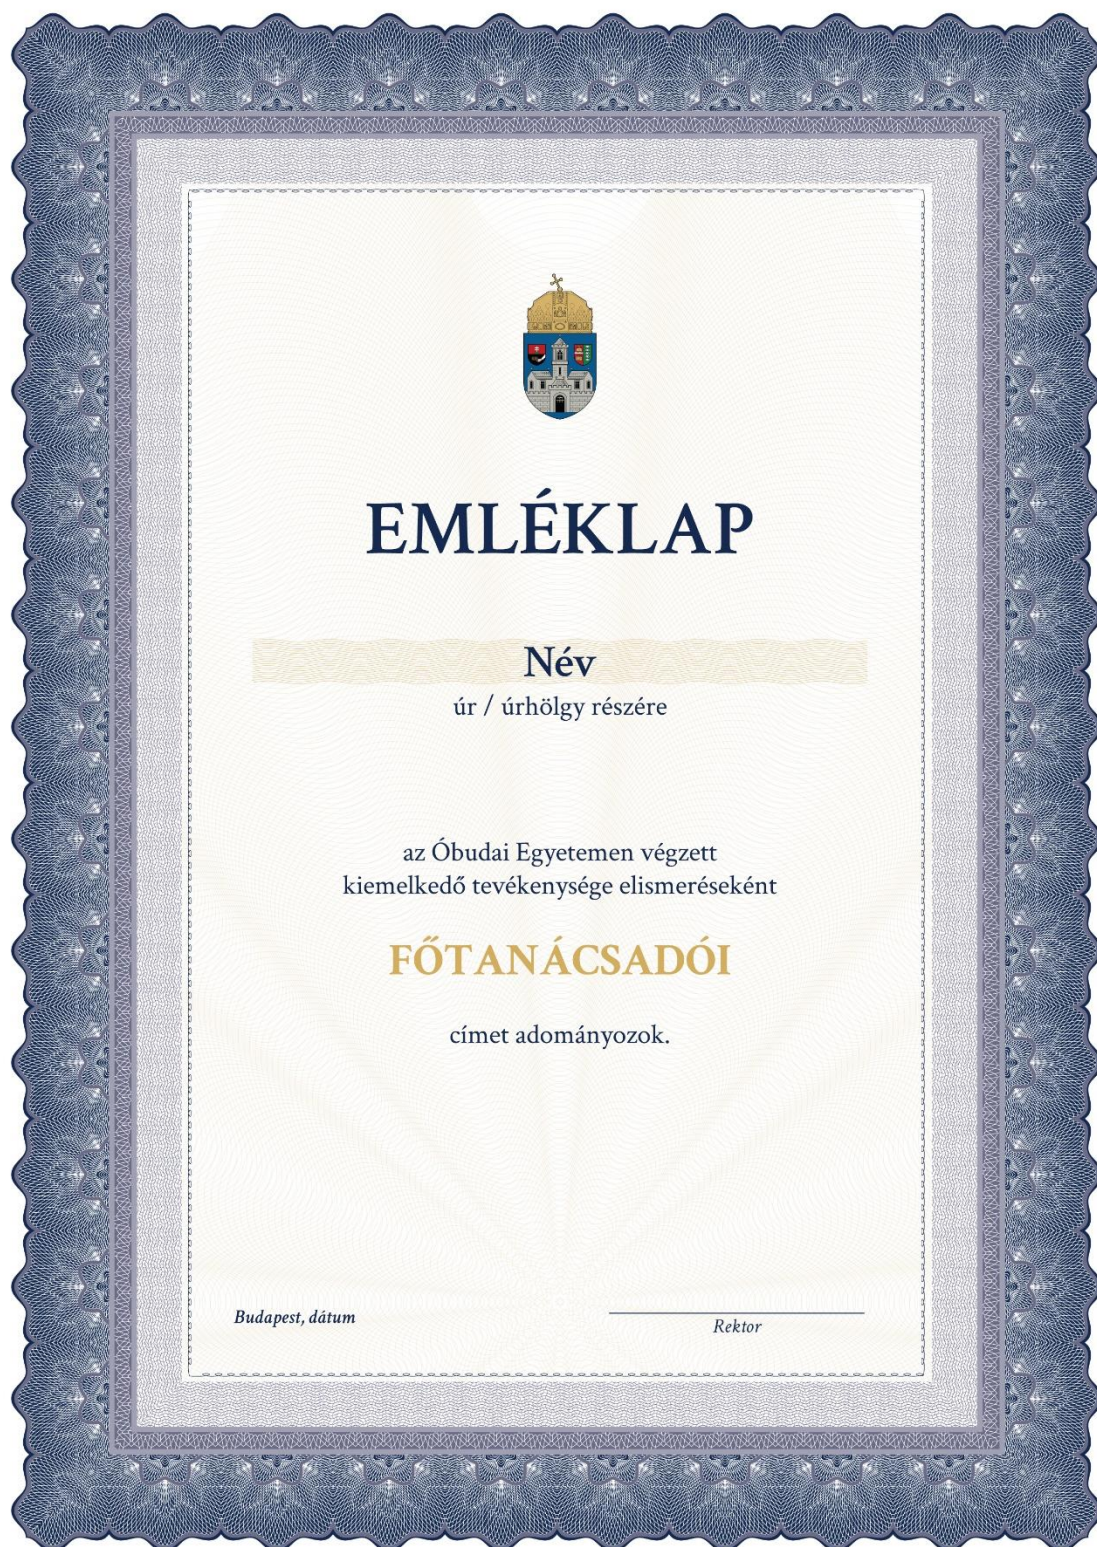 EMLÉKLAP
Név
úr / úrhölgy részére
az Óbudai Egyetemen végzett
kiemelkedő tevékenysége elismeréseként
FŐTANÁCSADÓI
címet adományozok.
Budapest, dátum
Rektor